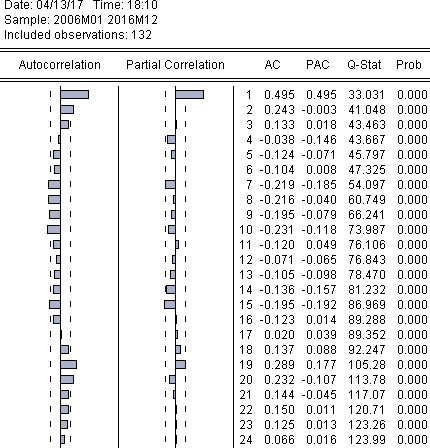 Date: 04/13/17 Time: 18:10
Sample: 2006M01 2016M12
Included observations: 132
Autocorrelation Partial Correlation AC PAC Q-Stat Prob
1 0.495 0.495 33.031 0.000
2 0.243 -0.003 41.048 0.000
3 0.133 0.018 43.463 0.000
4 -0.038 -0.146 43.667 0.000
5 -0.124 -0.071 45.797 0.000
6 -0.104 0.008 47.325 0.000
7 -0.219 -0.185 54.097 0.000
8 -0.216 -0.040 60.749 0.000
9 -0.195 -0.079 66.241 0.000
10 -0.231 -0.118 73.987 0.000
11 -0.120 0.049 76.106 0.000
12 -0.071 -0.065 76.843 0.000
13 -0.105 -0.098 78.470 0.000
14 -0.136 -0.157 81.232 0.000
15 -0.195 -0.192 86.969 0.000
16 -0.123 0.014 89.288 0.000
17 0.020 0.039 89.352 0.000
18 0.137 0.088 92.247 0.000
19 0.289 0.177 105.28 0.000
20 0.232 -0.107 113.78 0.000
21 0.144 -0.045 117.07 0.000
22 0.150 0.011 120.71 0.000
23 0.125 0.013 123.26 0.000
24 0.066 0.016 123.99 0.000